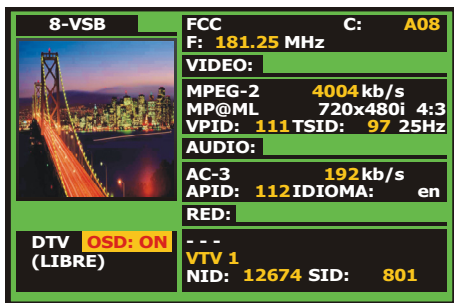 8-VSB
FCC C: A08
F: 181.25 MHz
VIDEO:
MPEG-2 4004 kb/s
MP@ML 720x480i 4:3
VPID: 111 TSID: 97 25Hz
AUDIO:
AC-3 192 kb/s
APID: 112 IDIOMA: en
RED:
DTV OSD: ON
(LIBRE)
- - -
VTV 1
NID: 12674 SID: 801